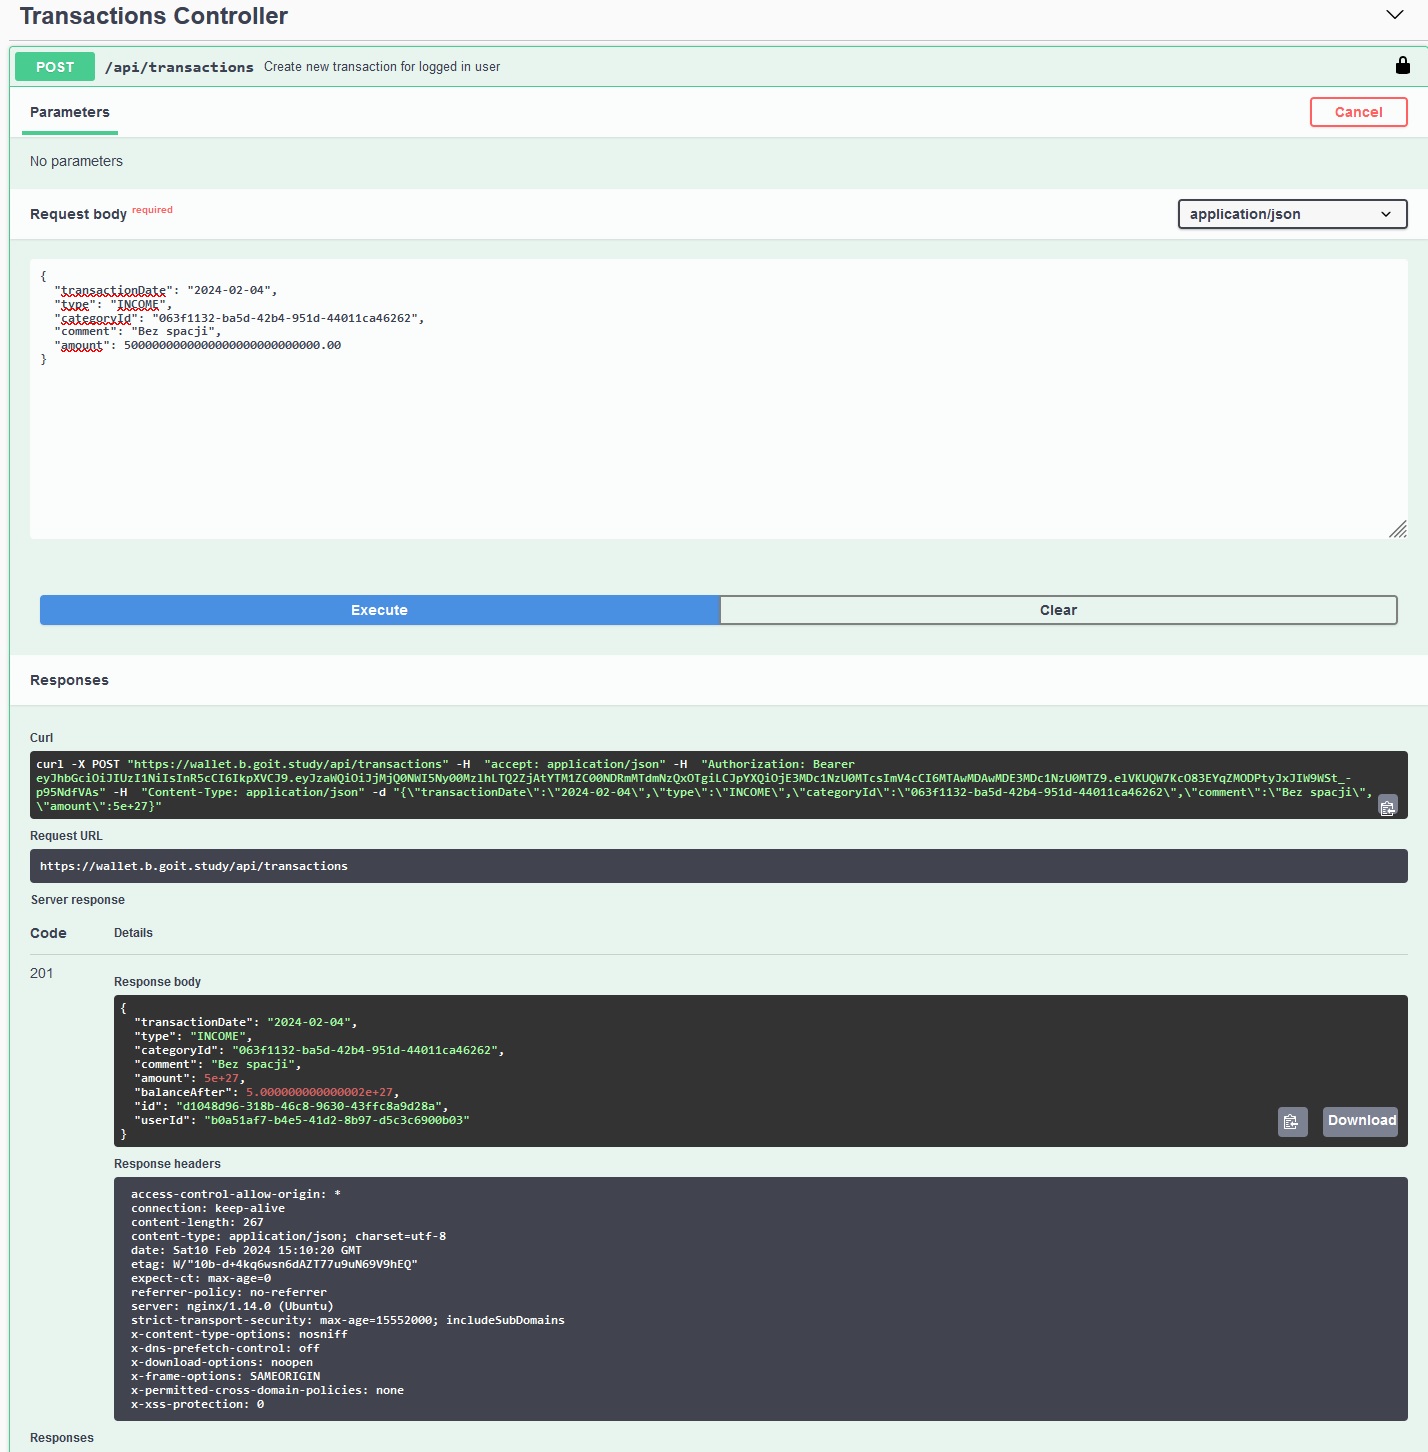 Transactions Controller
POST /api/transactions Create new transaction for logged in user
Parameters
Cancel
No parameters
Request body required
application/json
{
"transactionDate": "2024-02-04",
"type": "INCOME",
"categoryId": "063f1132-ba5d-42b4-951d-44011ca46262",
"comment": "Bez spacji",
"amount": 5000000000000000000000000000.00
}
Execute
Clear
Responses
Curl
curl -X POST "https://wallet.b.goit.study/api/transactions" -H "accept: application/json" -H "Authorization: Bearer
p95NdfVAs" -H "Content-Type: application/json" -d "{\"transactionDate\":\"2024-02-04\",\"type\":\"INCOME\",\"categoryId\":\"063f1132-ba5d-42b4-951d-44011ca46262\",\"comment\":\"Bez spacji\",
\"amount\":5e+27}"
Request URL
https://wallet.b.goit.study/api/transactions
Server response
Code Details
201
Response body
{
"transactionDate": "2024-02-04",
"type": "INCOME",
"categoryId": "063f1132-ba5d-42b4-951d-44011ca46262",
"comment": "Bez spacji",
"amount": 5e+27,
"balanceAfter": 5.000000000000002e+27,
"id": "d1048d96-318b-46c8-9630-43ffc8a9d28a",
"userId": "b0a51af7-b4e5-41d2-8b97-d5c3c6900b03"
}
Download
Response headers
access-control-allow-origin: *
connection: keep-alive
content-length: 267
content-type: application/json; charset=utf-8
date: Sat10 Feb 2024 15:10:20 GMT
etag: W/"10b-d+4kq6wsn6dAZT77u9uN69V9hEQ"
expect-ct: max-age=0
referrer-policy: no-referrer
server: nginx/1.14.0 (Ubuntu)
strict-transport-security: max-age=15552000; includeSubDomains
x-content-type-options: nosniff
x-dns-prefetch-control: off
x-download-options: noopen
x-frame-options: SAMEORIGIN
x-permitted-cross-domain-policies: none
x-xss-protection: 0
Responses